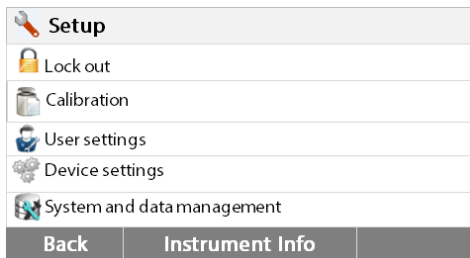 Setup
Lock out
Calibration
User settings
Device settings
System and data management
Back Instrument Info